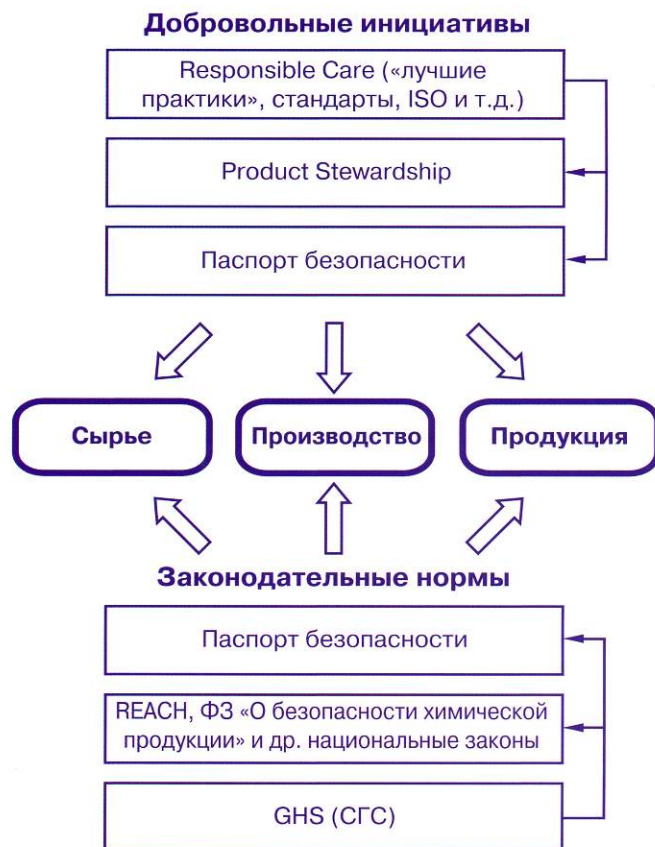 Добровольные инициативы
Responsible Care («лучшие
практики», стандарты, ISO и т.д.)
Product Stewardship
Паспорт безопасности
Сырье
Производство
Продукция
Законодательные нормы
Паспорт безопасности
REACH, ФЗ «О безопасности химической
продукции» и др. национальные законы
GHS (СГС)